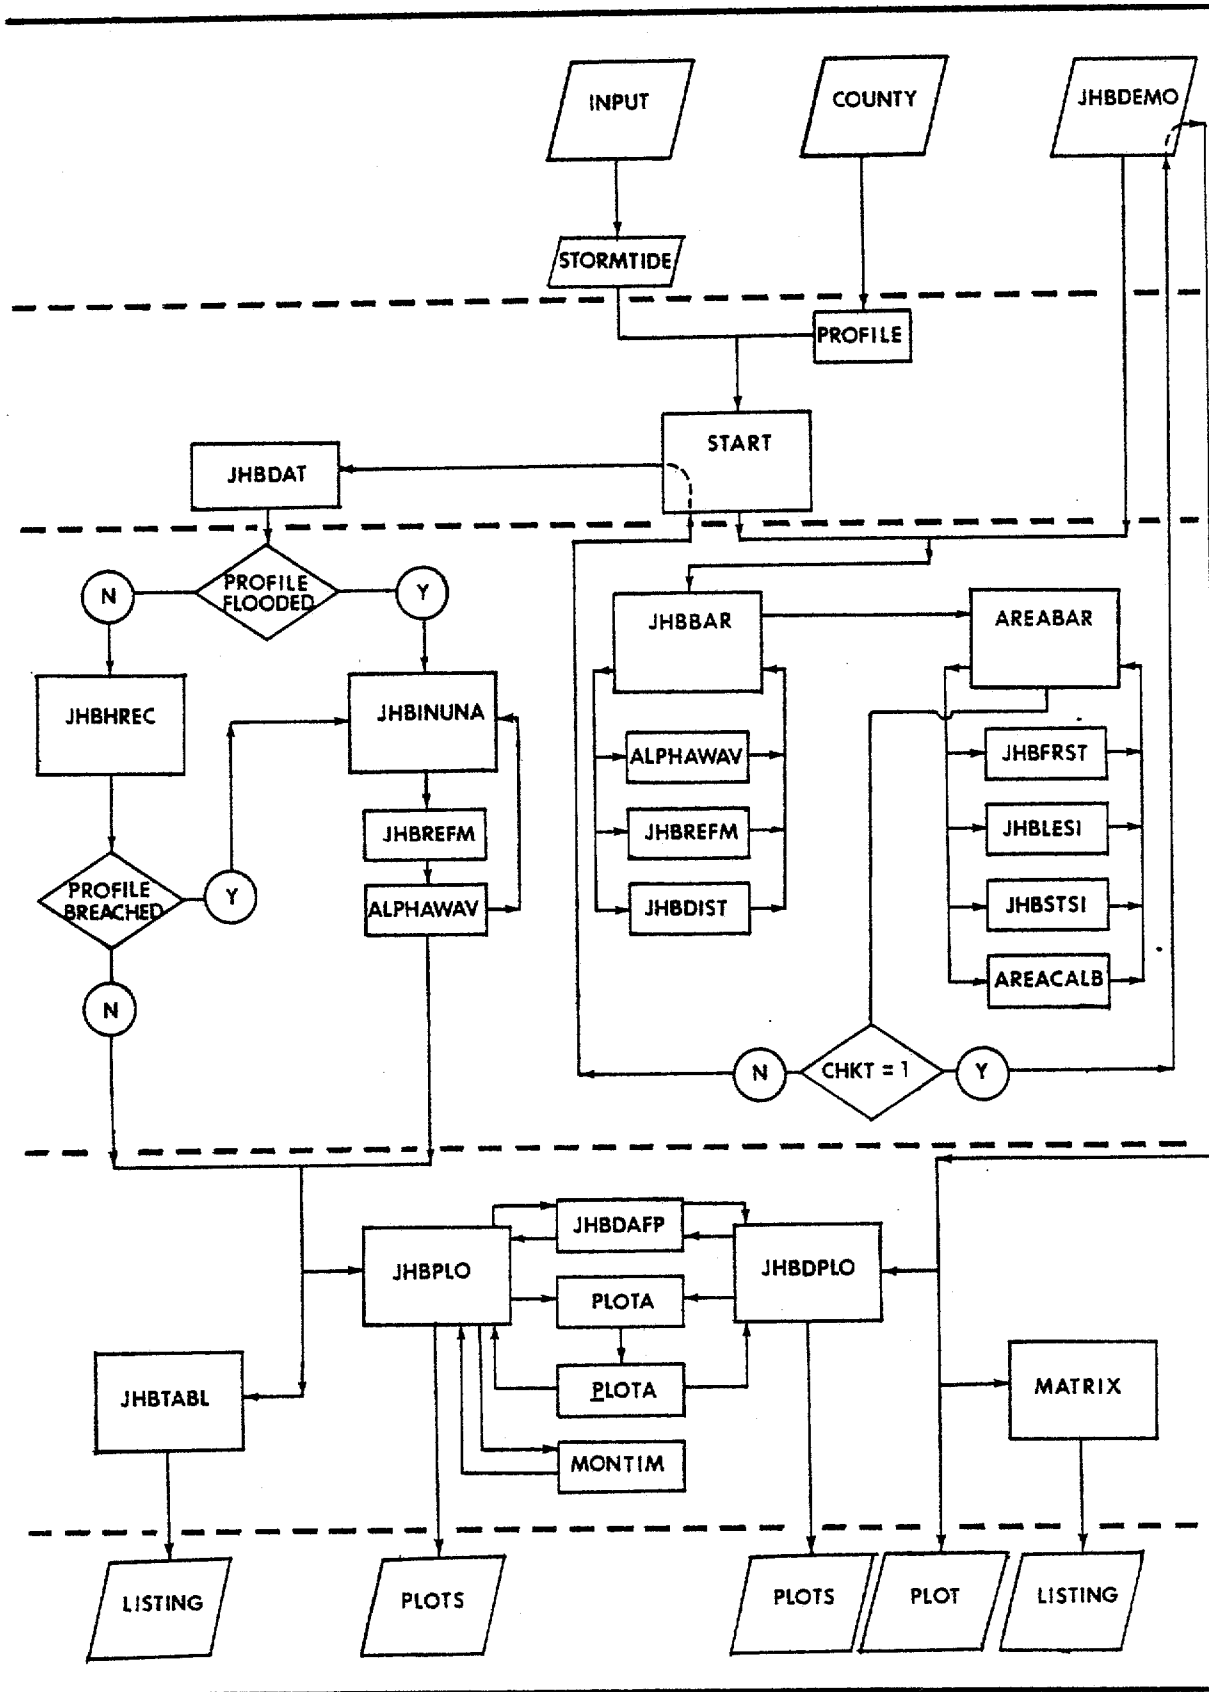 INPUT
COUNTY
JHBDEMO
STORMTIDE
PROFILE
START
JHBDAT
PROFILE
FLOODED
N
Y
JHBBAR
AREABAR
JHBHREC
JHBINUNA
ALPHAWAV
JHBFRST
JHBREFM
JHBREFM
JHBLESI
PROFILE
BREACHED
Y
ALPHAWAV
JHBDIST
JHBSTSI
AREACALB
N
N
CHKT = 1
Y
JHBDAFP
JHBPLO
JHBDPLO
PLOTA
JHBTABL
PLOTA
MATRIX
MONTIM
LISTING
PLOTS
PLOTS
PLOT
LISTING